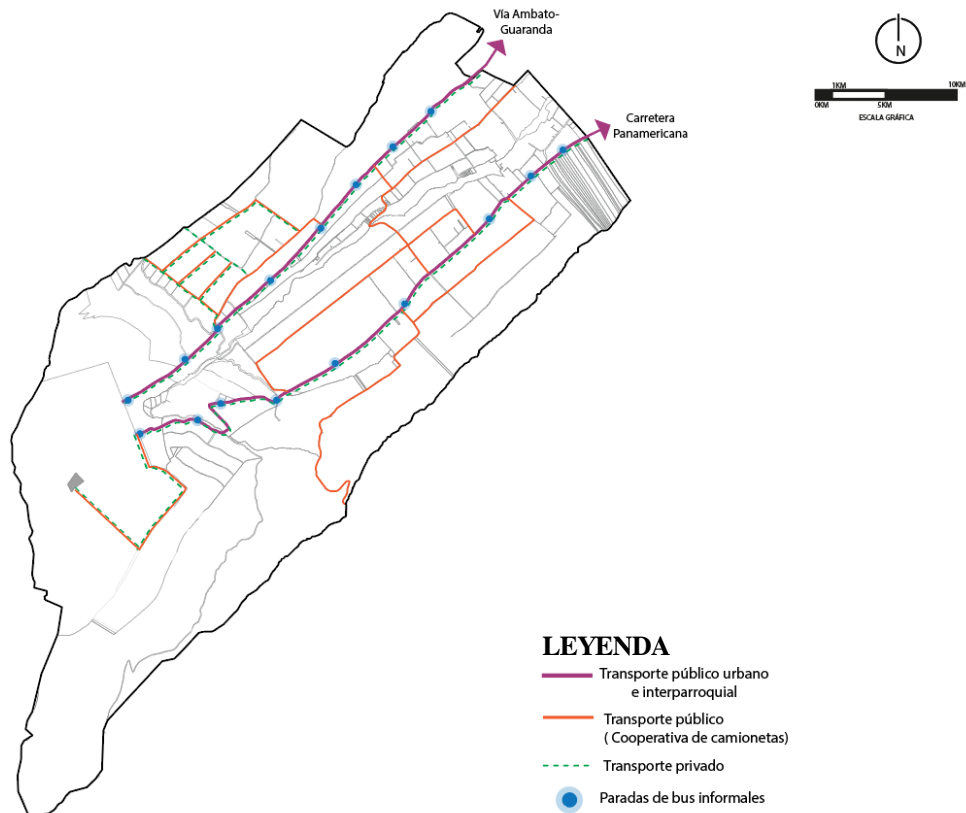 Vía Ambato-
Guaranda
N
1KM 10KM
0KM 5KM
ESCALA GRÁFICA
Carretera
Panamericana
LEYENDA
Transporte público urbano
e interparroquial
Transporte público
( Cooperativa de camionetas)
Transporte privado
Paradas de bus informales